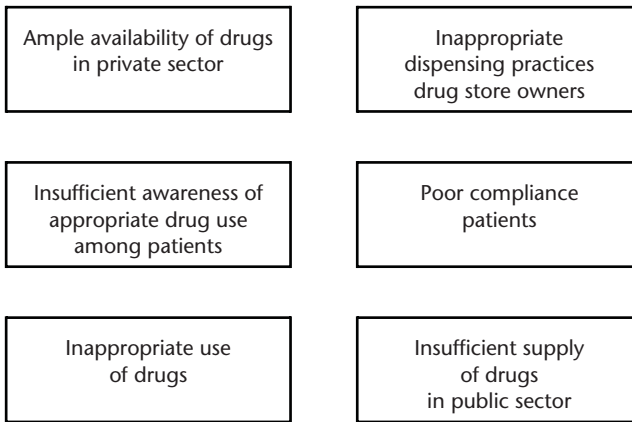 Ample availability of drugs
in private sector
Inappropriate
dispensing practices
drug store owners
Insufficient awareness of
appropriate drug use
among patients
Poor compliance
patients
Inappropriate use
of drugs
Insufficient supply
of drugs
in public sector